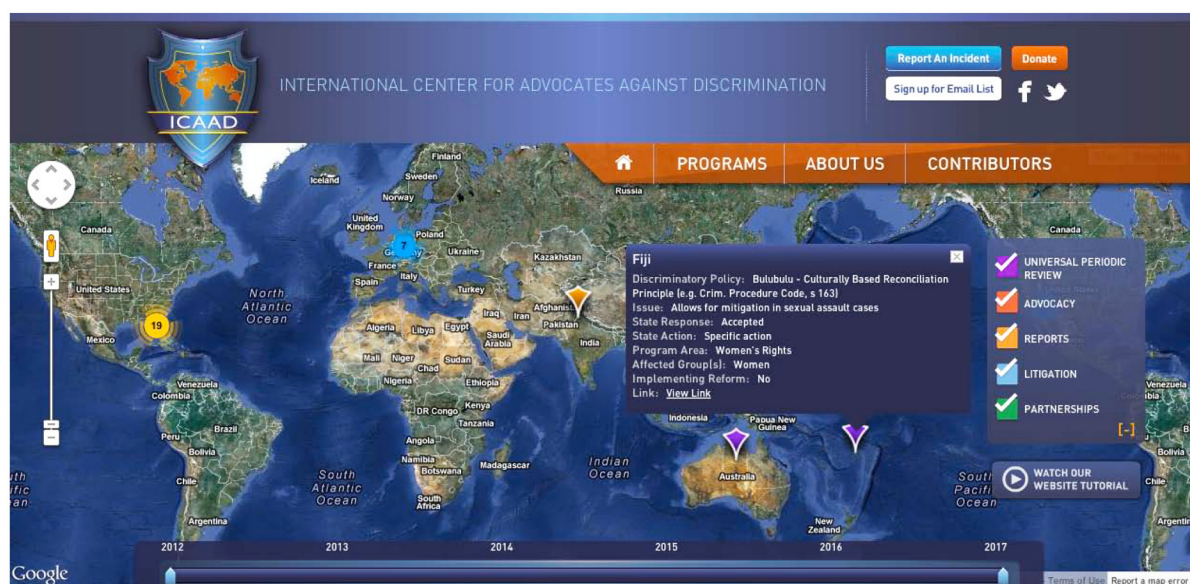 ICAAD
INTERNATIONAL CENTER FOR ADVOCATES AGAINST DISCRIMINATION
Report An Incident
Donate
Sign up for Email List
PROGRAMS
ABOUT US
CONTRIBUTORS
Finland
Iceland
Sweden
Norway
Russia
Canada
United
Kingdom
Poland
7
Ukraine
Kazakhstan
France
Italy
Spain
Turkey
United States
North
Atlantic
Ocean
19
Mexico
Afghanist
Iraq
Iran
Pakistan
Algeria
Libya
Egypt
Saudi
Arabia
India
Mali
Niger
Sudan
Chad
Nigeria
Ethiopia
Venezuela
Colombia
DR Congo
Kenya
Tanzania
Indonesia
Papua New
Guinea
Peru
Brazil
Bolivia
Angola
Namibia
Botswana
Madagascar
Indian
Ocean
Australia
Chile
South
Atlantic
Ocean
South
Africa
Argentina
New
Zealand
Fiji
Discriminatory Policy: Bulubulu - Culturally Based Reconciliation
Principle (e.g. Crim. Procedure Code, s 163)
Issue: Allows for mitigation in sexual assault cases
State Response: Accepted
State Action: Specific action
Program Area: Women's Rights
Affected Group(s): Women
Implementing Reform: No
Link: View Link
Canada
UNIVERSAL PERIODIC
REVIEW
ADVOCACY
REPORTS
LITIGATION
PARTNERSHIPS
[-]
Venezuela
Bolivia
Chile
Argentin
WATCH OUR
WEBSITE TUTORIAL
South
Pacifi
Ocean
2012
2013
2014
2015
2016
2017
Google
Terms of Use
Report a map error